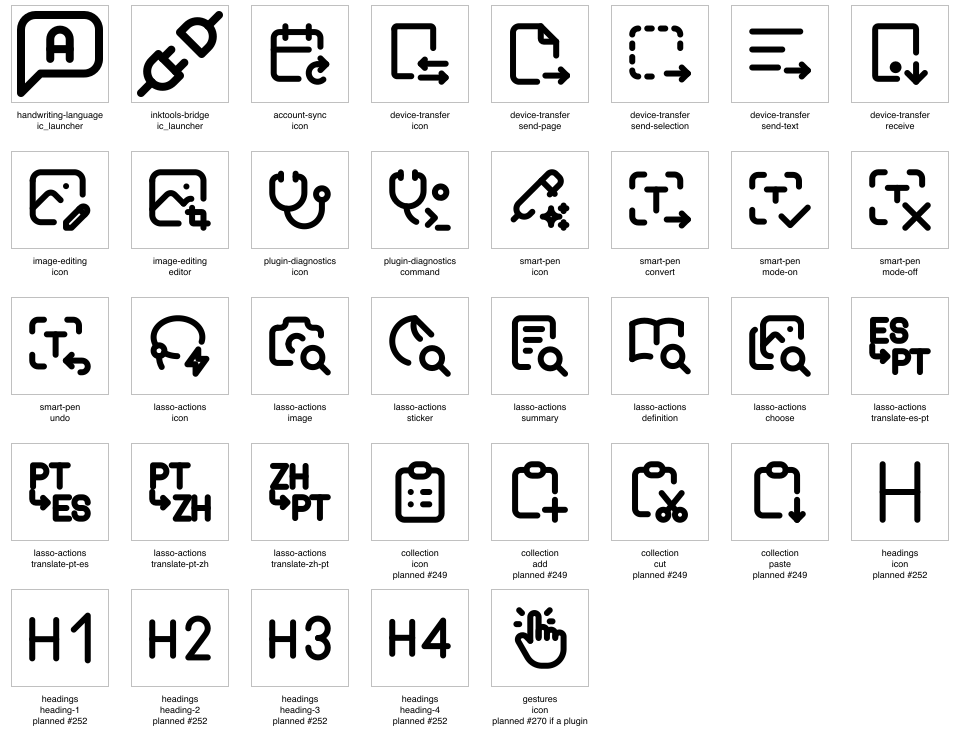 A
handwriting-language
ic_launcher
inktools-bridge
ic_launcher
account-sync
icon
device-transfer
icon
device-transfer
send-page
device-transfer
send-selection
device-transfer
send-text
device-transfer
receive
T
T
T
image-editing
icon
image-editing
editor
plugin-diagnostics
icon
plugin-diagnostics
command
smart-pen
icon
smart-pen
convert
smart-pen
mode-on
smart-pen
mode-off
T
ES
PT
smart-pen
undo
lasso-actions
icon
lasso-actions
image
lasso-actions
sticker
lasso-actions
summary
lasso-actions
definition
lasso-actions
choose
lasso-actions
translate-es-pt
PT
ES
PT
ZH
ZH
PT
H
lasso-actions
translate-pt-es
lasso-actions
translate-pt-zh
lasso-actions
translate-zh-pt
collection
icon
planned #249
collection
add
planned #249
collection
cut
planned #249
collection
paste
planned #249
headings
icon
planned #252
H1
H2
H3
H4
headings
heading-1
planned #252
headings
heading-2
planned #252
headings
heading-3
planned #252
headings
heading-4
planned #252
gestures
icon
planned #270 if a plugin